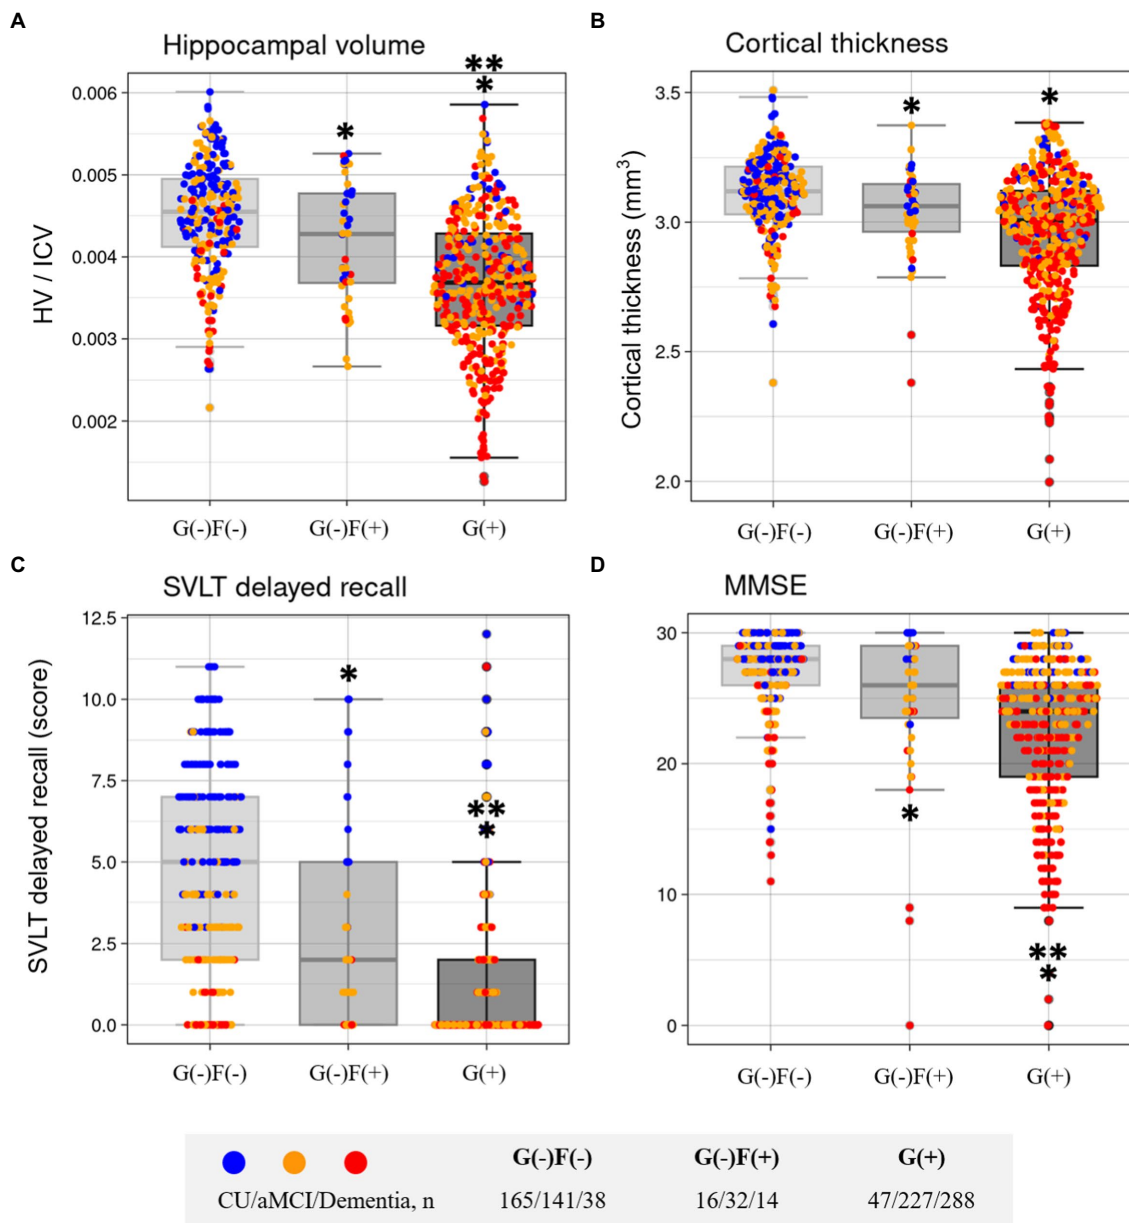 A
Hippocampal volume
**
*
*
0.006
0.005
0.004
0.003
0.002
HV / ICV
G(-)F(-) G(-)F(+) G(+)
B
Cortical thickness
* *
3.5
3.0
2.5
2.0
Cortical thickness (mm³)
G(-)F(-) G(-)F(+) G(+)
C
SVLT delayed recall
12.5
10.0
7.5
5.0
2.5
0.0
SVLT delayed recall (score)
*
**
*
G(-)F(-) G(-)F(+) G(+)
D
MMSE
30
20
10
0
*
**
*
G(-)F(-) G(-)F(+) G(+)
G(-)F(-) G(-)F(+) G(+)
CU/aMCI/Dementia, n 165/141/38 16/32/14 47/227/288